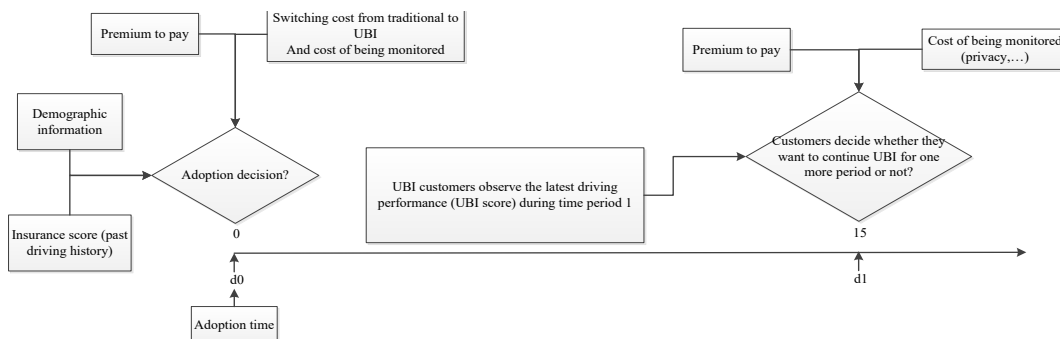 Premium to pay
Switching cost from traditional to
UBI
And cost of being monitored
Demographic
information
Adoption decision?
Insurance score (past
driving history)
0
d0
Adoption time
UBI customers observe the latest driving
performance (UBI score) during time period 1
Premium to pay
Cost of being monitored
(privacy,…)
Customers decide whether they
want to continue UBI for one
more period or not?
15
d1